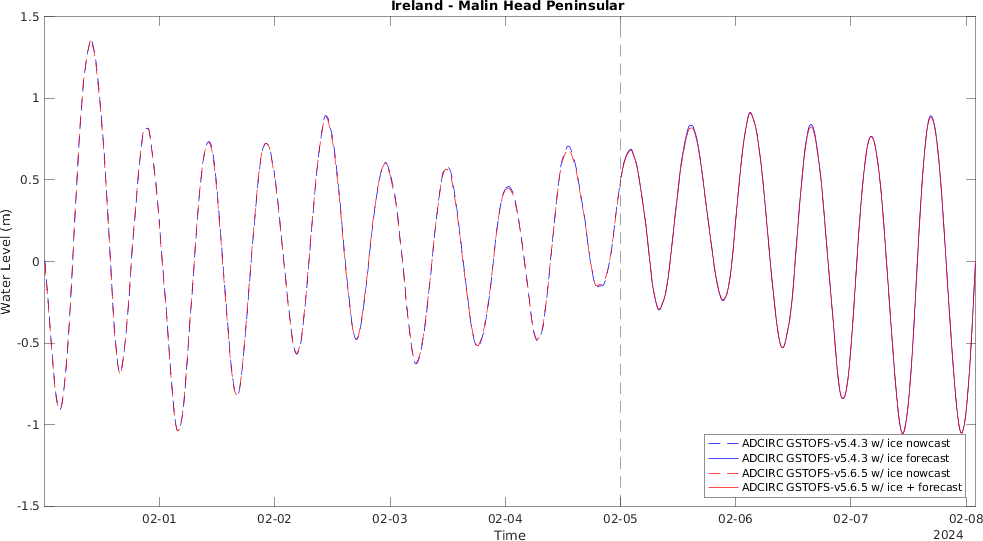 Ireland - Malin Head Peninsular
1.5
1
0.5
0
-0.5
-1
-1.5
Water Level (m)
02-01
02-02
02-03
02-04
02-05
02-06
02-07
02-08
2024
Time
ADCIRC GSTOFS-v5.4.3 w/ ice nowcast
ADCIRC GSTOFS-v5.4.3 w/ ice forecast
ADCIRC GSTOFS-v5.6.5 w/ ice nowcast
ADCIRC GSTOFS-v5.6.5 w/ ice + forecast